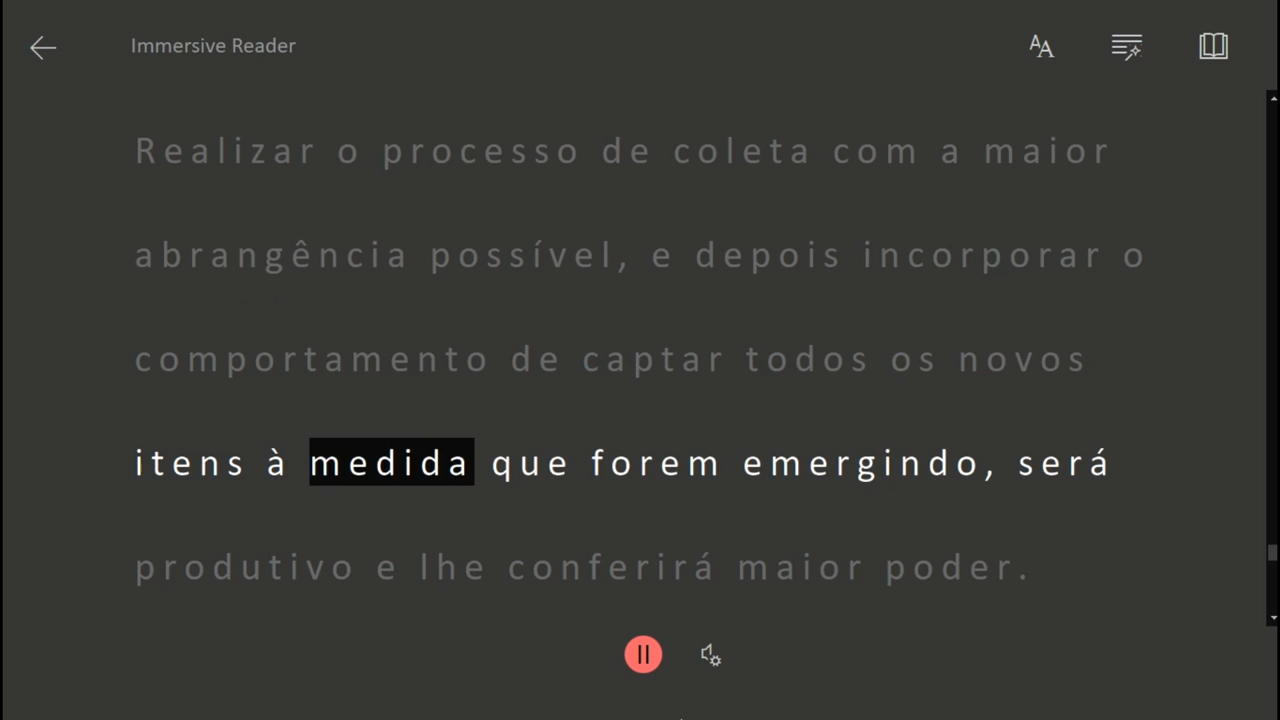 Immersive Reader
Realizar o processo de coleta com a maior
abrangência possível, e depois incorporar o
comportamento de captar todos os novos
itens à medida que forem emergindo, será
produtivo e lhe conferirá maior poder.